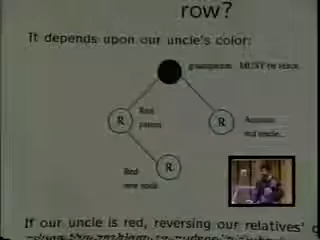 row?
It depends upon our uncle's color:
grandparent MUST be black
R
Red
parent
R
Assume
red uncle...
Red
new node
R
If our uncle is red, reversing our relatives'